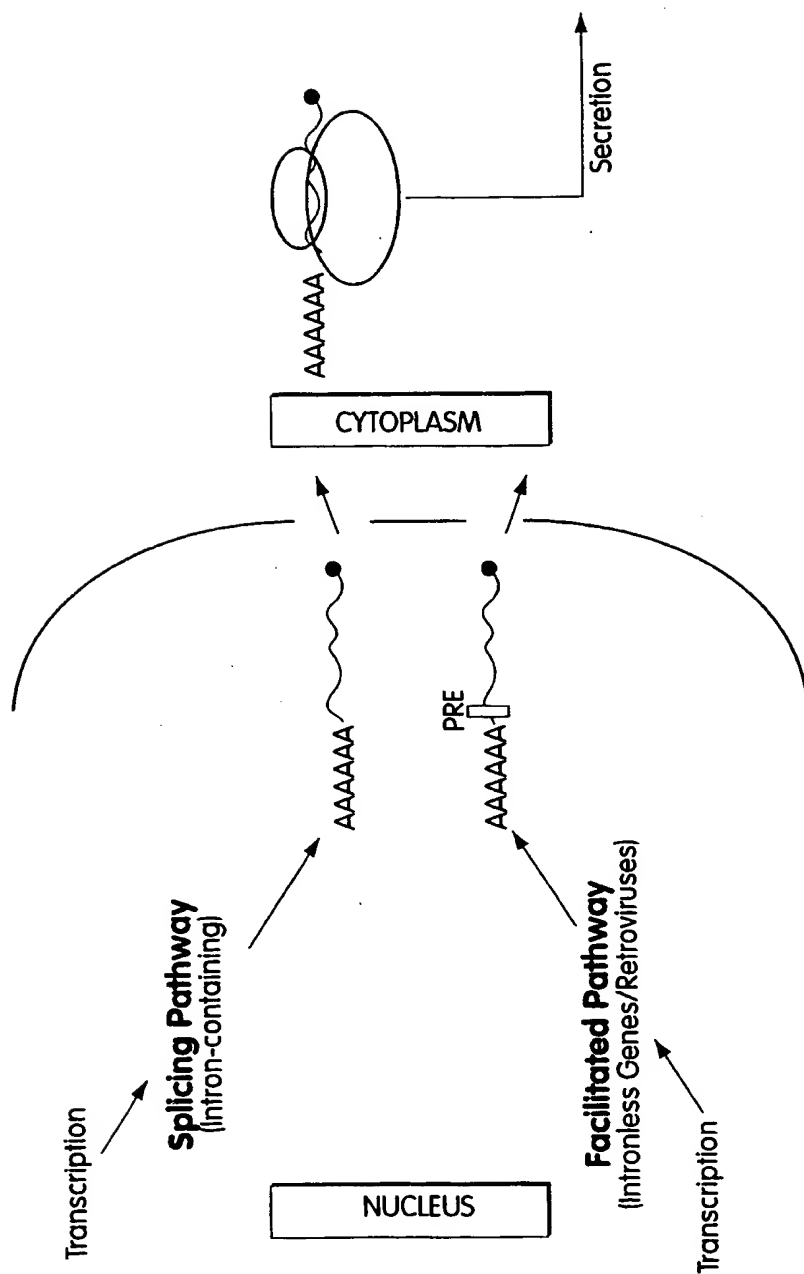 Transcription
Splicing Pathway
(Intron-containing)
AAAAAA
NUCLEUS
CYTOPLASM
AAAAAA
Secretion
Transcription
Facilitated Pathway
(Intronless Genes/Retroviruses)
AAAAAA
PRE